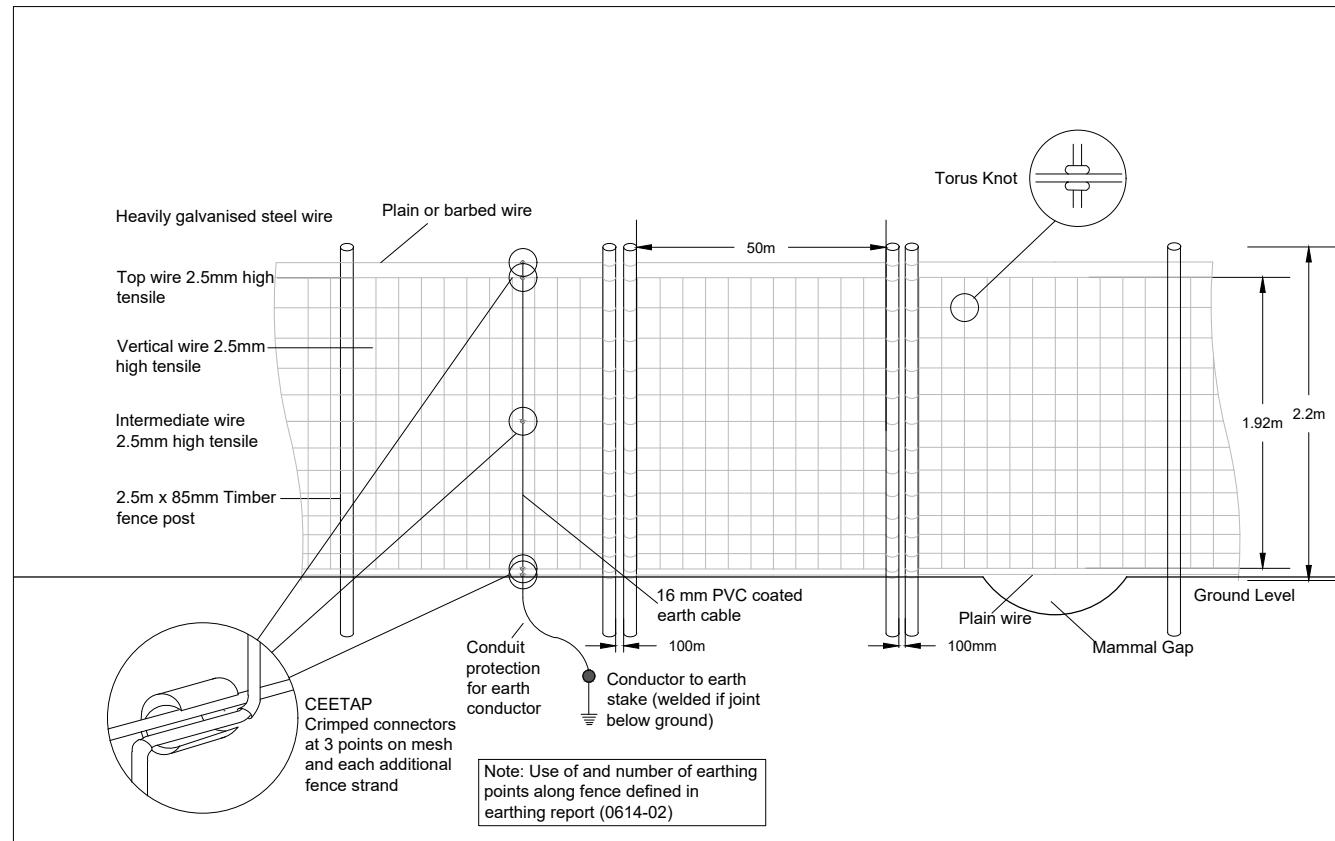 Torus Knot
Heavily galvanised steel wire
Plain or barbed wire
50m
Top wire 2.5mm high
tensile
Vertical wire 2.5mm
high tensile
Intermediate wire
2.5mm high tensile
1.92m
2.2m
2.5m x 85mm Timber
fence post
16 mm PVC coated
earth cable
Plain wire
Ground Level
100m
100mm
Mammal Gap
Conduit
protection
for earth
conductor
Conductor to earth
stake (welded if joint
below ground)
CEETAP
Crimped connectors
at 3 points on mesh
and each additional
fence strand
Note: Use of and number of earthing
points along fence defined in
earthing report (0614-02)